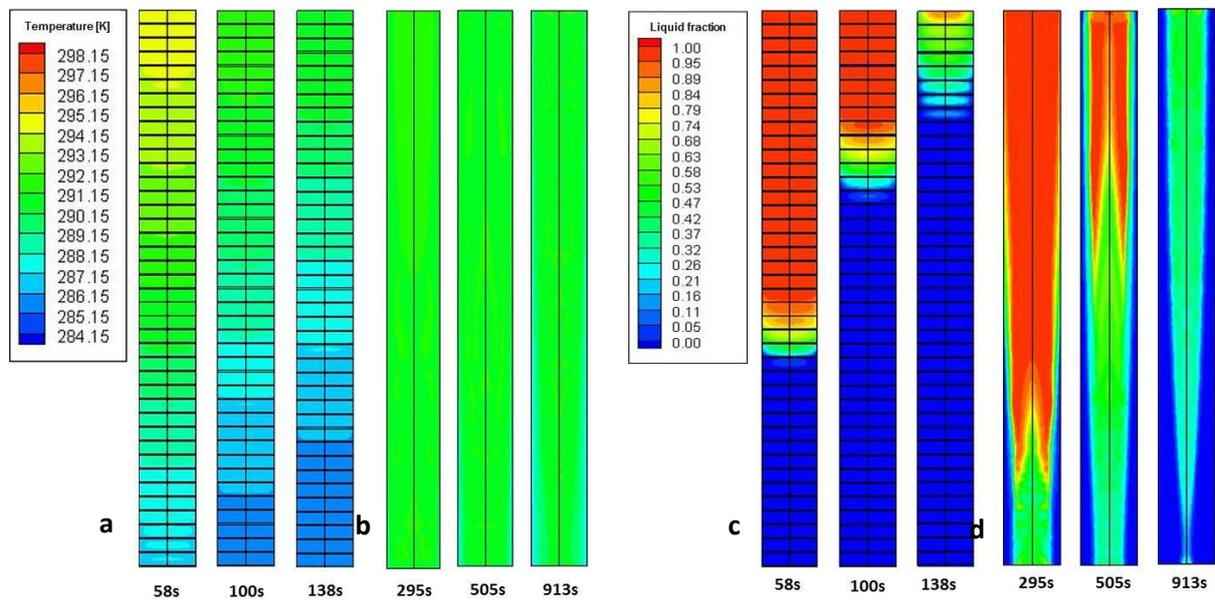 Temperature [K]
298.15
297.15
296.15
295.15
294.15
293.15
292.15
291.15
290.15
289.15
288.15
287.15
286.15
285.15
284.15
a
b
58s
100s
138s
295s
505s
913s
Liquid fraction
1.00
0.95
0.89
0.84
0.79
0.74
0.68
0.63
0.58
0.53
0.47
0.42
0.37
0.32
0.26
0.21
0.16
0.11
0.05
0.00
c
d
58s
100s
138s
295s
505s
913s